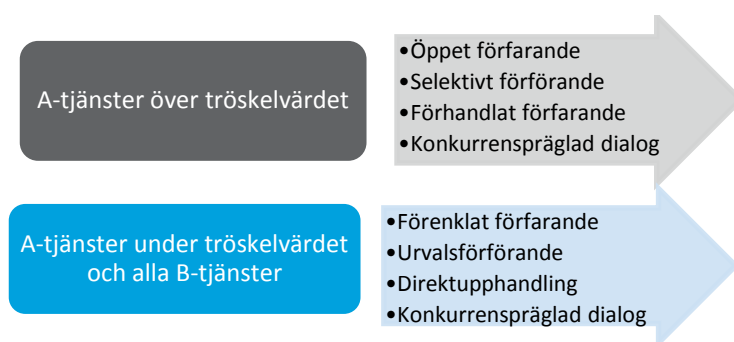 A-tjänster över tröskelvärdet
•Öppet förfarande
•Selektivt förförande
•Förhandlat förfarande
•Konkurrenspräglad dialog
A-tjänster under tröskelvärdet
och alla B-tjänster
•Förenklat förfarande
•Urvalsförförande
•Direktupphandling
•Konkurrenspräglad dialog